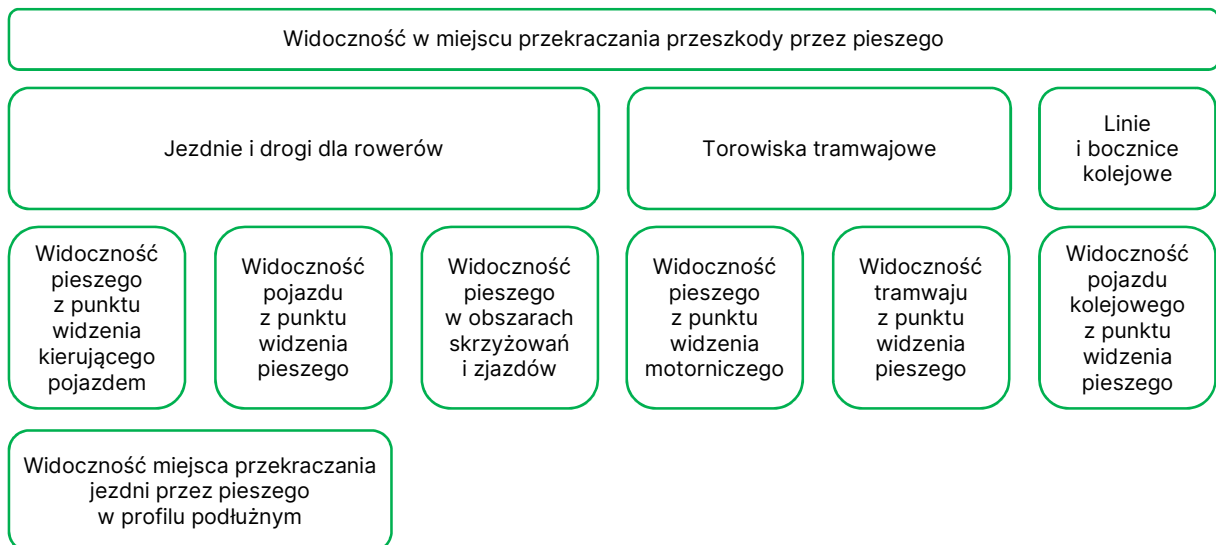 Widoczność w miejscu przekraczania przeszkody przez pieszego
Jezdnie i drogi dla rowerów
Torowiska tramwajowe
Linie
i bocznice
kolejowe
Widoczność
pieszego
z punktu
widzenia
kierującego
pojazdem
Widoczność
pojazdu
z punktu
widzenia
pieszego
Widoczność
pieszego
w obszarach
skrzyżowań
i zjazdów
Widoczność
pieszego
z punktu
widzenia
motorniczego
Widoczność
tramwaju
z punktu
widzenia
pieszego
Widoczność
pojazdu
kolejowego
z punktu
widzenia
pieszego
Widoczność miejsca przekraczania
jezdni przez pieszego
w profilu podłużnym